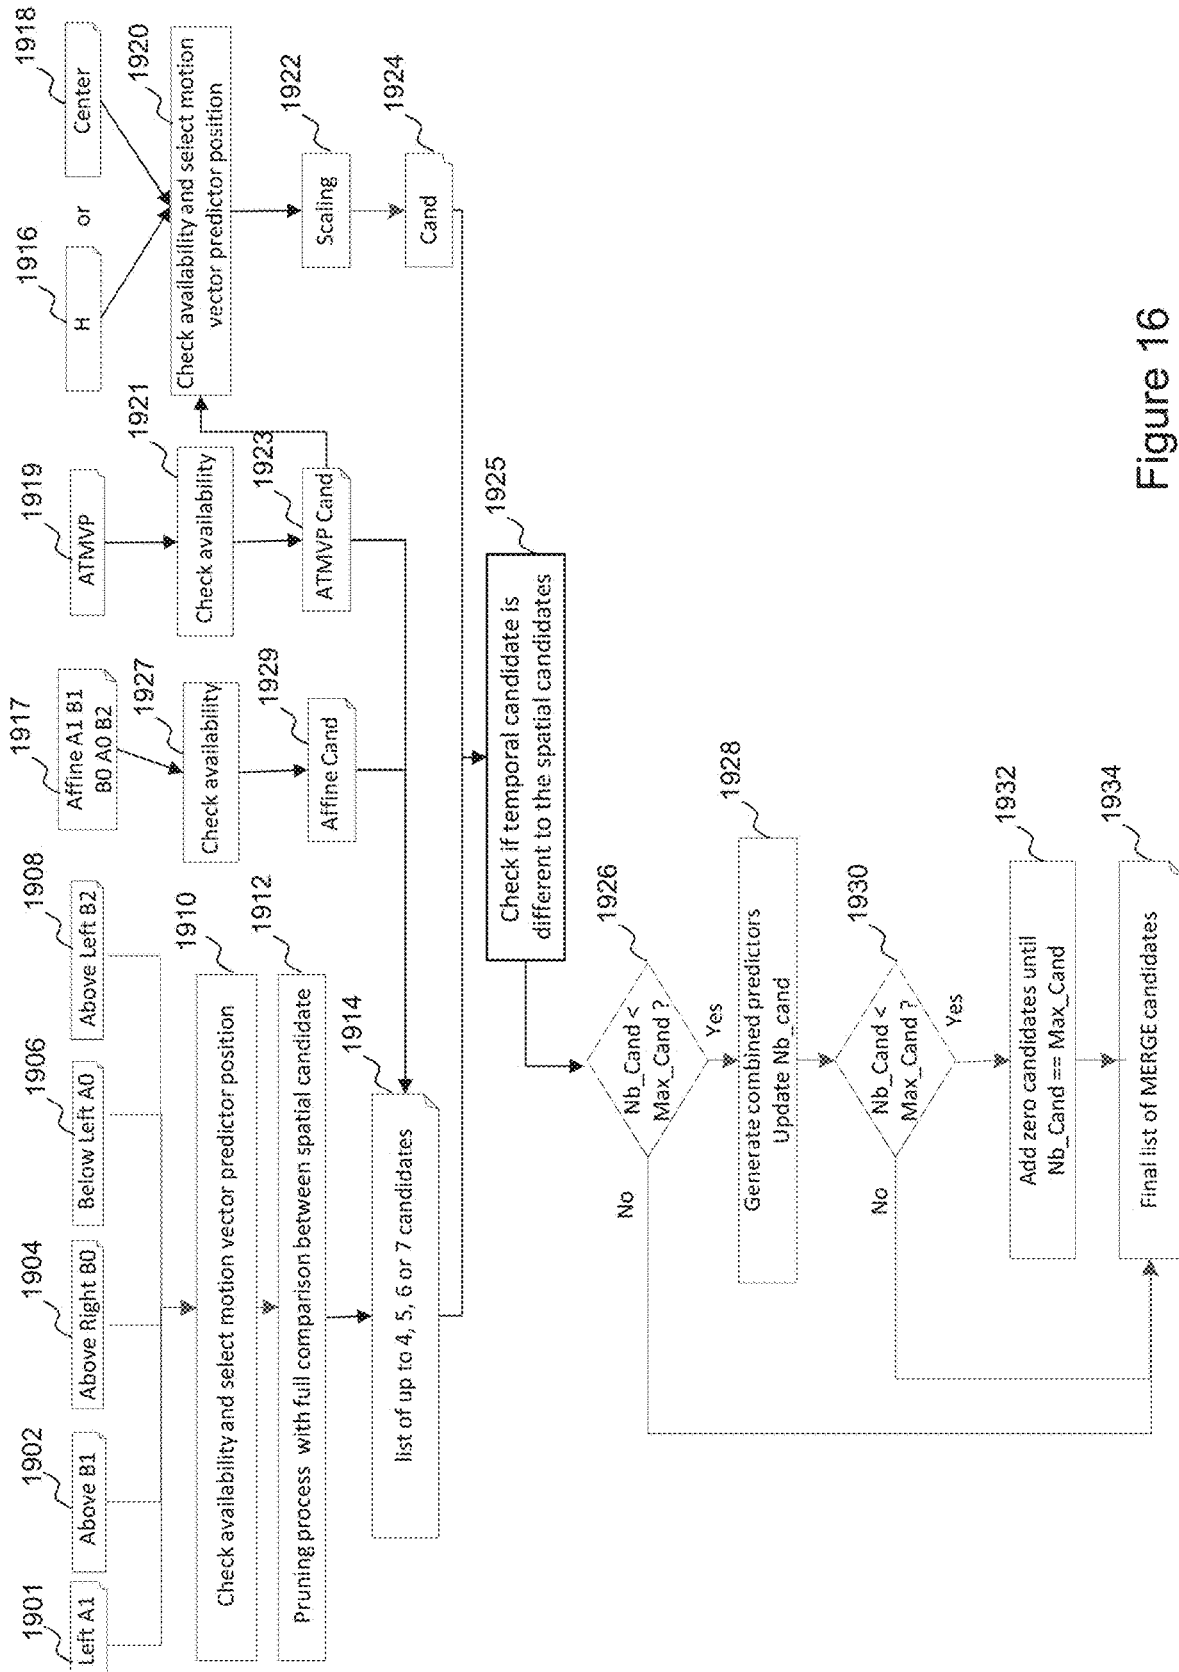 1901
1902
1904
1906
1908
1917
1919
1916
1918
Left A1
Above B1
Above Right B0
Below Left A0
Above Left B2
Affine A1 B1
B0 A0 B2
ATMVP
H
or
Center
1910
1927
1921
1920
Check availability and select motion vector predictor position
Check availability
Check availability
Check availability and select motion
vector predictor position
1912
1929
1923
1922
Pruning process with full comparison between spatial candidate
Affine Cand
ATMVP Cand
Scaling
1914
1924
list of up to 4, 5, 6 or 7 candidates
Cand
1925
Check if temporal candidate is
different to the spatial candidates
1926
Nb_Cand <
Max_Cand ?
No
Yes
1928
Generate combined predictors
Update Nb_cand
1930
Nb_Cand <
Max_Cand ?
No
Yes
1932
Add zero candidates until
Nb_Cand == Max_Cand
1934
Final list of MERGE candidates
Figure 16